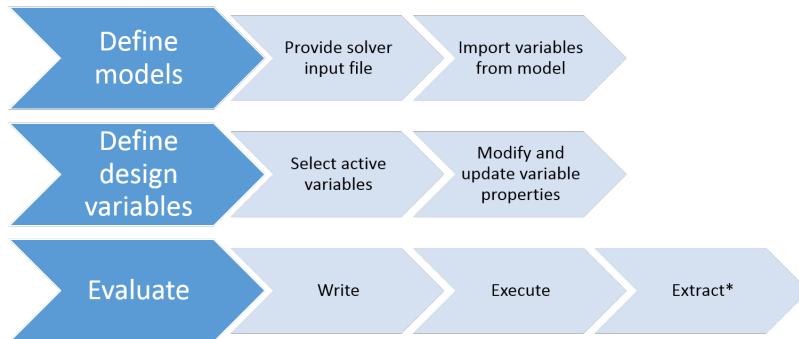 Define
models
Provide solver
input file
Import variables
from model
Define
design
variables
Select active
variables
Modify and
update variable
properties
Evaluate
Write
Execute
Extract*